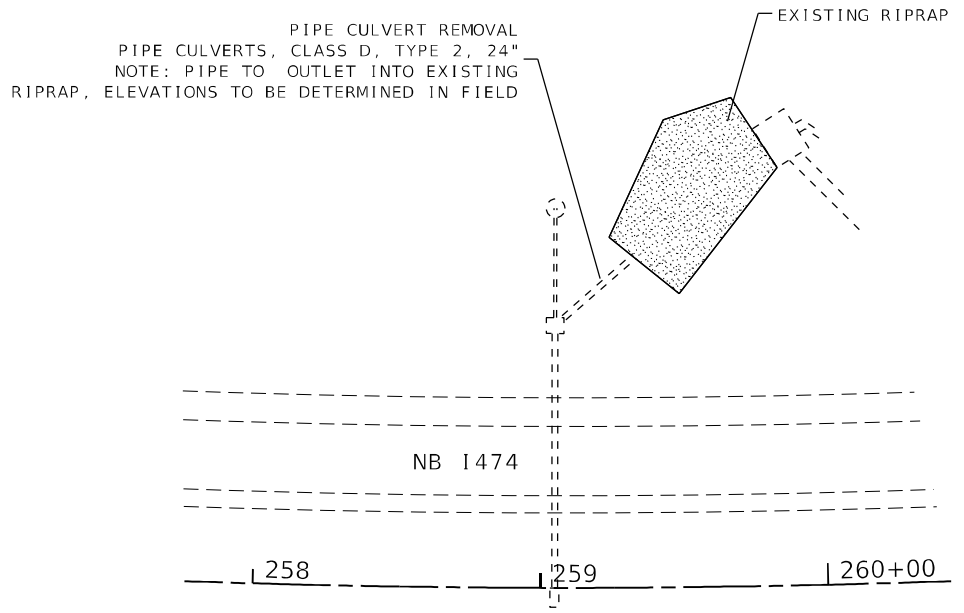 EXISTING RIPRAP
PIPE CULVERT REMOVAL
PIPE CULVERTS, CLASS D, TYPE 2, 24"
NOTE: PIPE TO OUTLET INTO EXISTING
RIPRAP, ELEVATIONS TO BE DETERMINED IN FIELD
NB I474
258
259
260+00